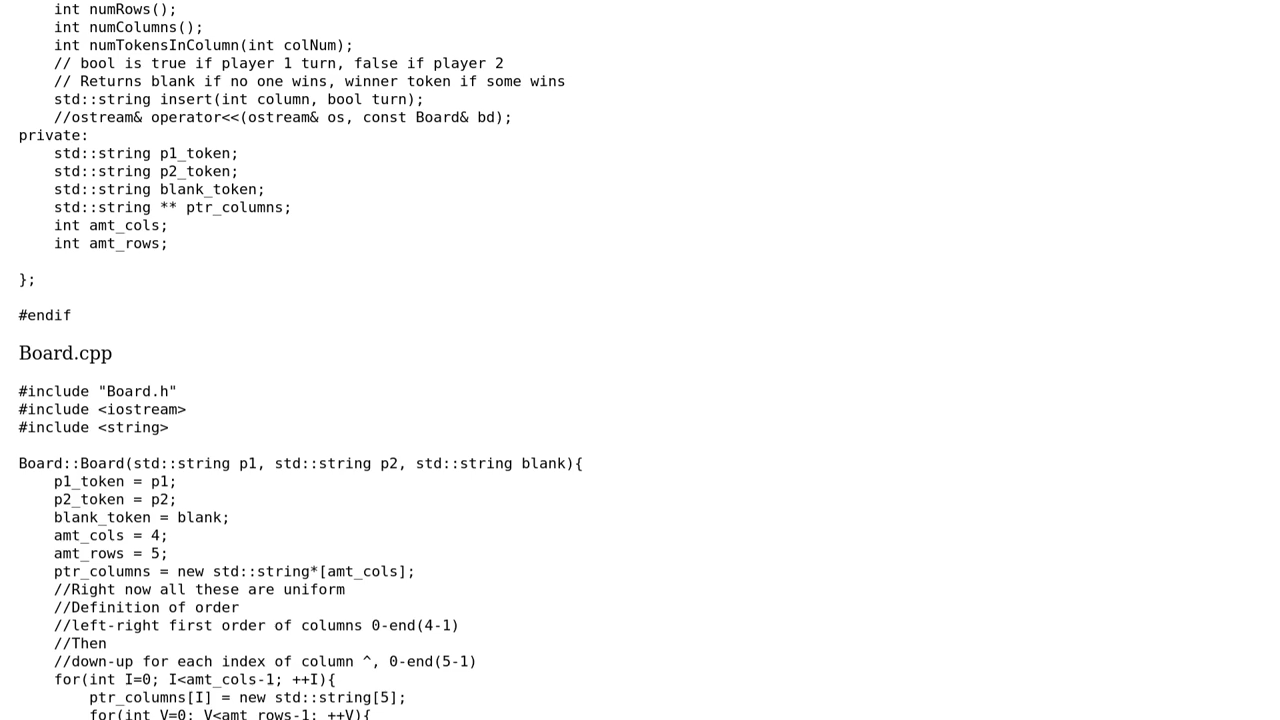 int numRows();
    int numColumns();
    int numTokensInColumn(int colNum);
    // bool is true if player 1 turn, false if player 2
    // Returns blank if no one wins, winner token if some wins
    std::string insert(int column, bool turn);
    //ostream& operator<<(ostream& os, const Board& bd);
private:
    std::string p1_token;
    std::string p2_token;
    std::string blank_token;
    std::string ** ptr_columns;
    int amt_cols;
    int amt_rows;

};

#endif

Board.cpp

#include "Board.h"
#include <iostream>
#include <string>

Board::Board(std::string p1, std::string p2, std::string blank){
    p1_token = p1;
    p2_token = p2;
    blank_token = blank;
    amt_cols = 4;
    amt_rows = 5;
    ptr_columns = new std::string*[amt_cols];
    //Right now all these are uniform
    //Definition of order
    //left-right first order of columns 0-end(4-1)
    //Then
    //down-up for each index of column ^, 0-end(5-1)
    for(int I=0; I<amt_cols-1; ++I){
        ptr_columns[I] = new std::string[5];
        for(int V=0; V<amt_rows-1; ++V){